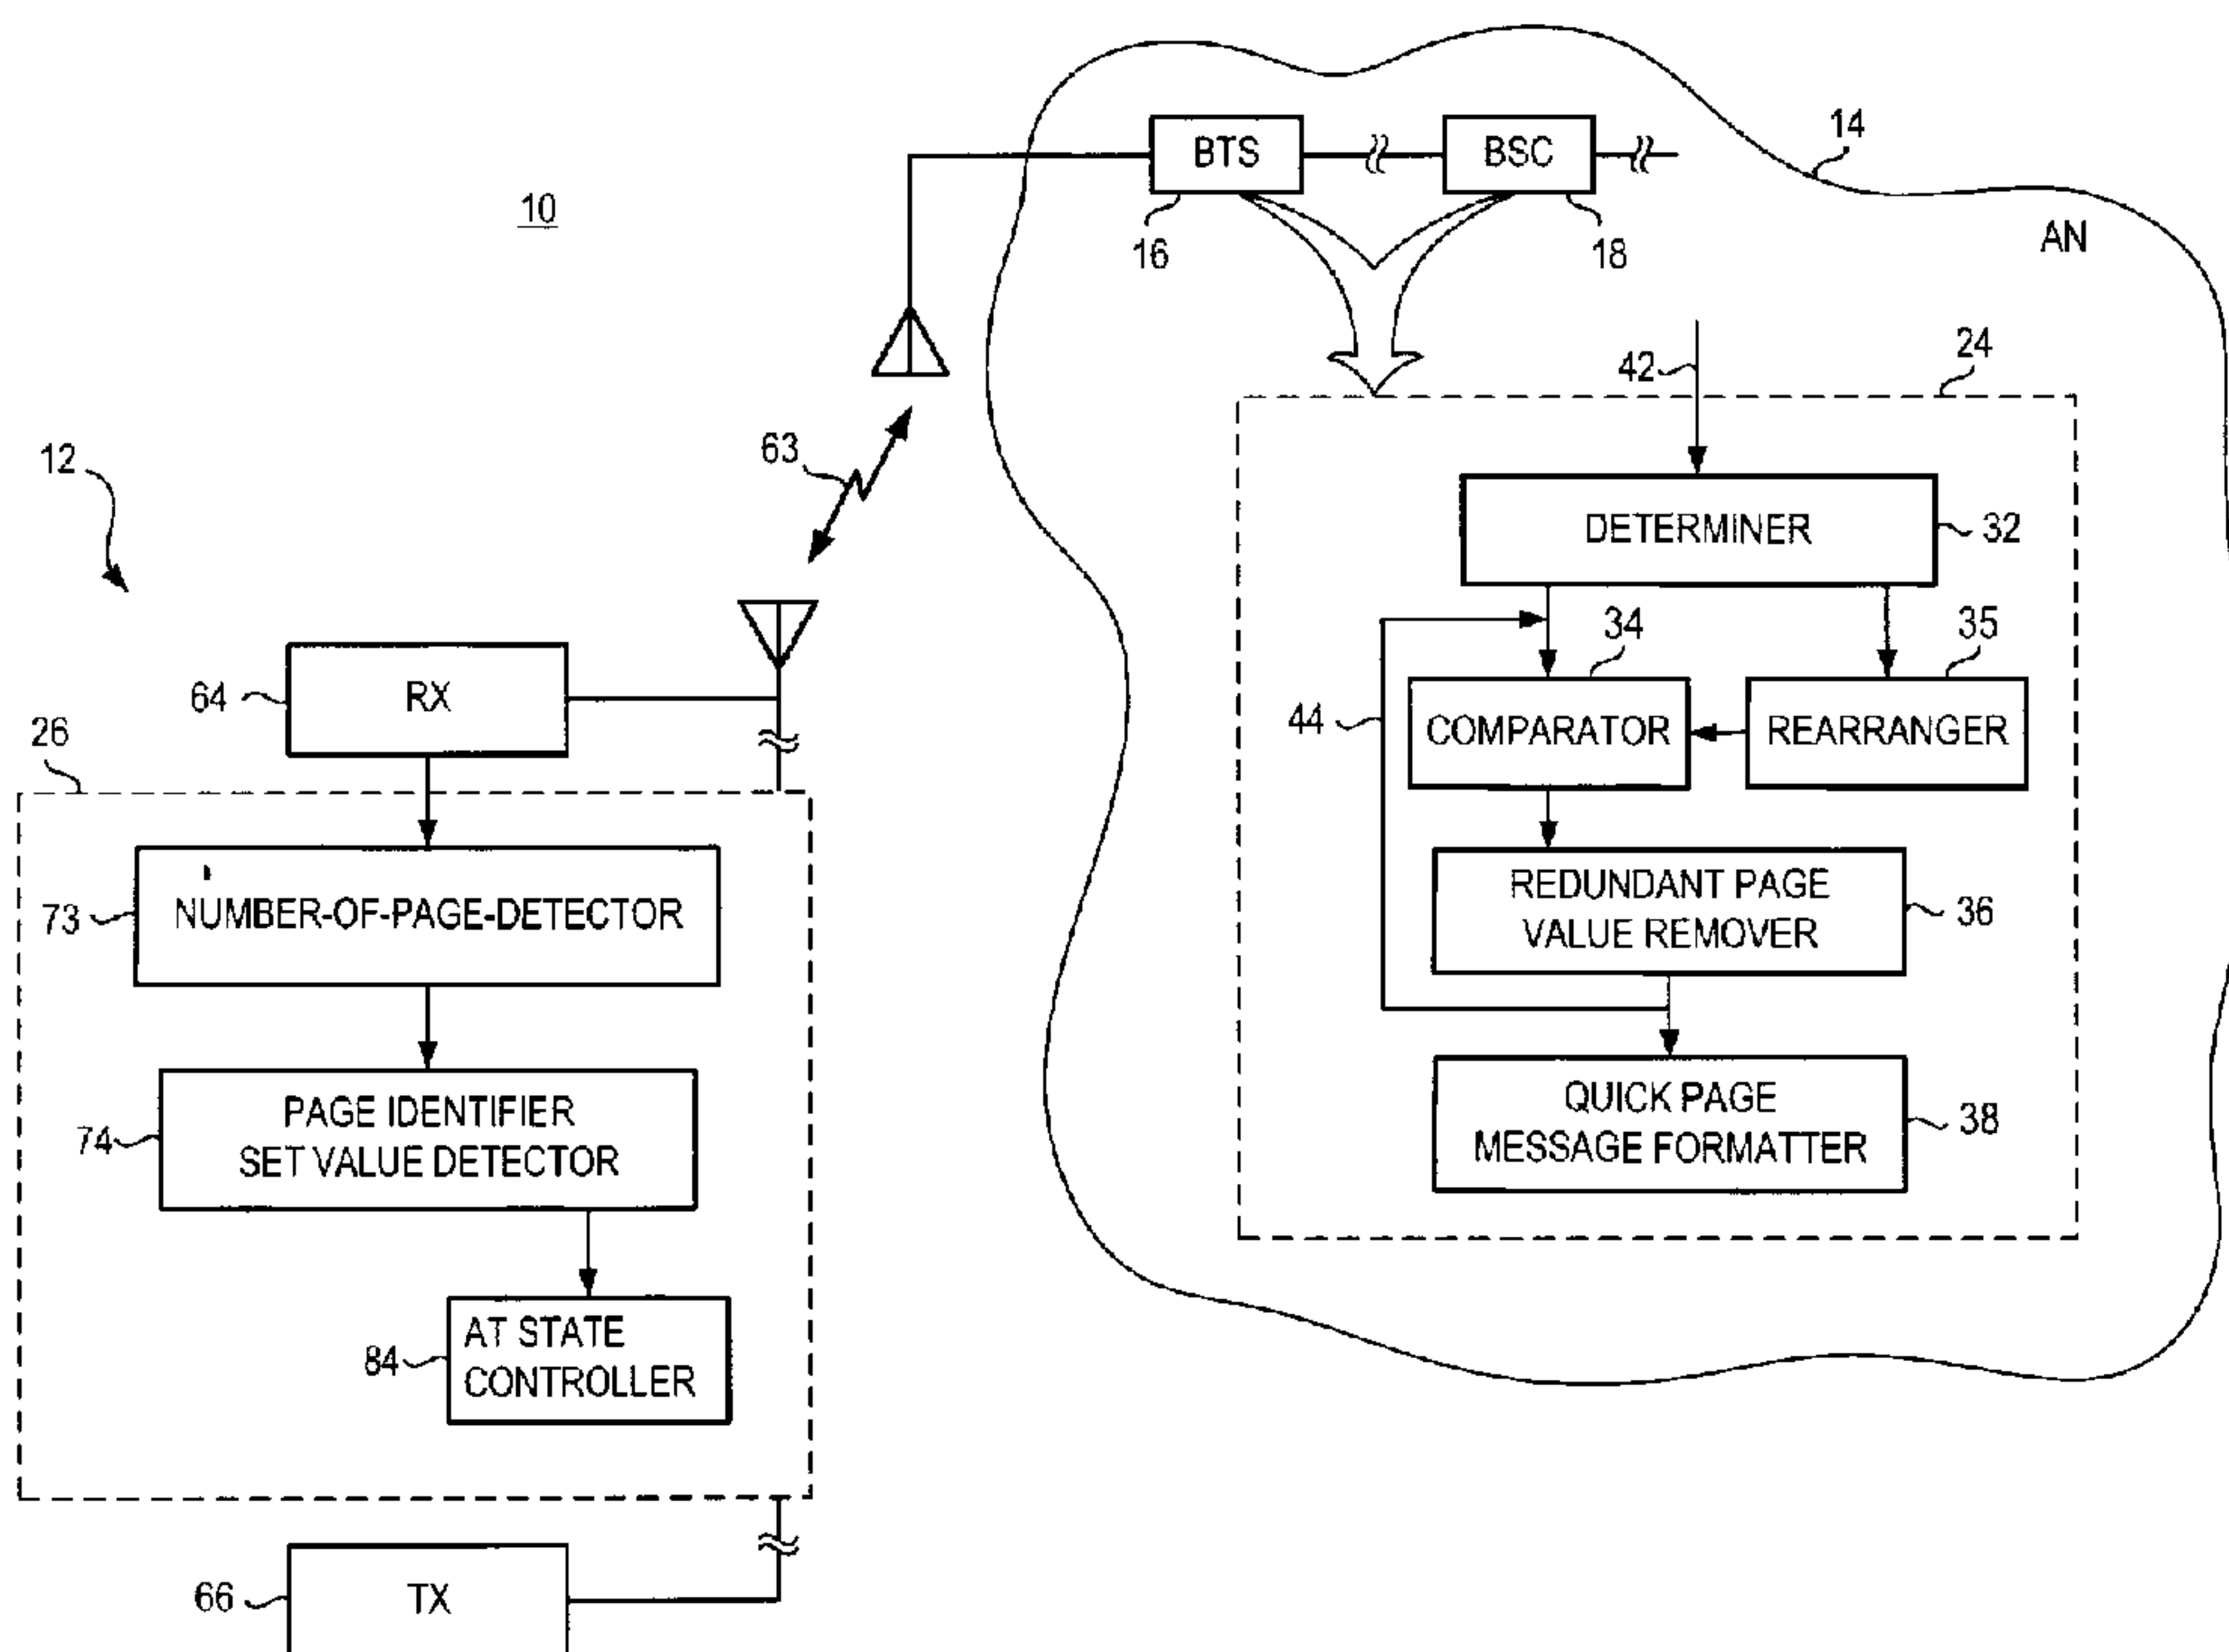 14
BTS
BSC
10
16
18
AN
24
42
12
63
DETERMINER
32
34
35
RX
64
44
COMPARATOR
REARRANGER
26
REDUNDANT PAGE
VALUE REMOVER
36
NUMBER-OF-PAGE-DETECTOR
73
QUICK PAGE
MESSAGE FORMATTER
38
PAGE IDENTIFIER
SET VALUE DETECTOR
74
AT STATE
CONTROLLER
84
TX
66